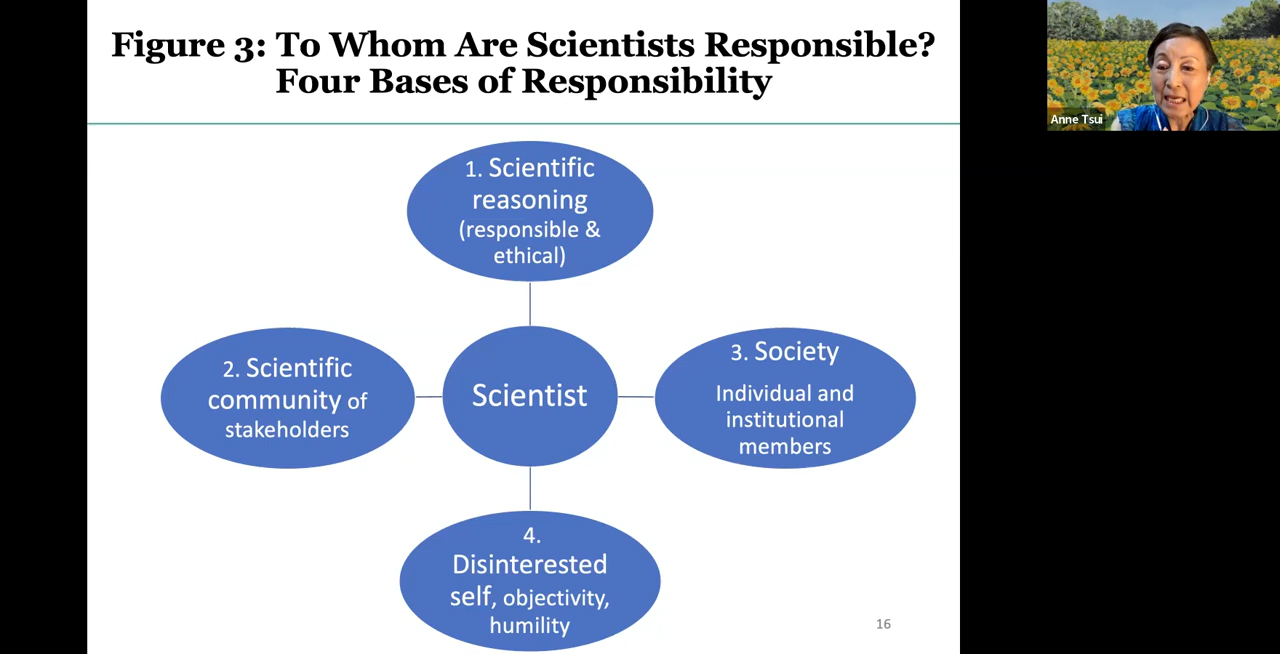 Figure 3: To Whom Are Scientists Responsible?
Four Bases of Responsibility
Anne Tsui
1. Scientific
reasoning
(responsible &
ethical)
2. Scientific
community of
stakeholders
Scientist
3. Society
Individual and
institutional
members
4.
Disinterested
self, objectivity,
humility
16